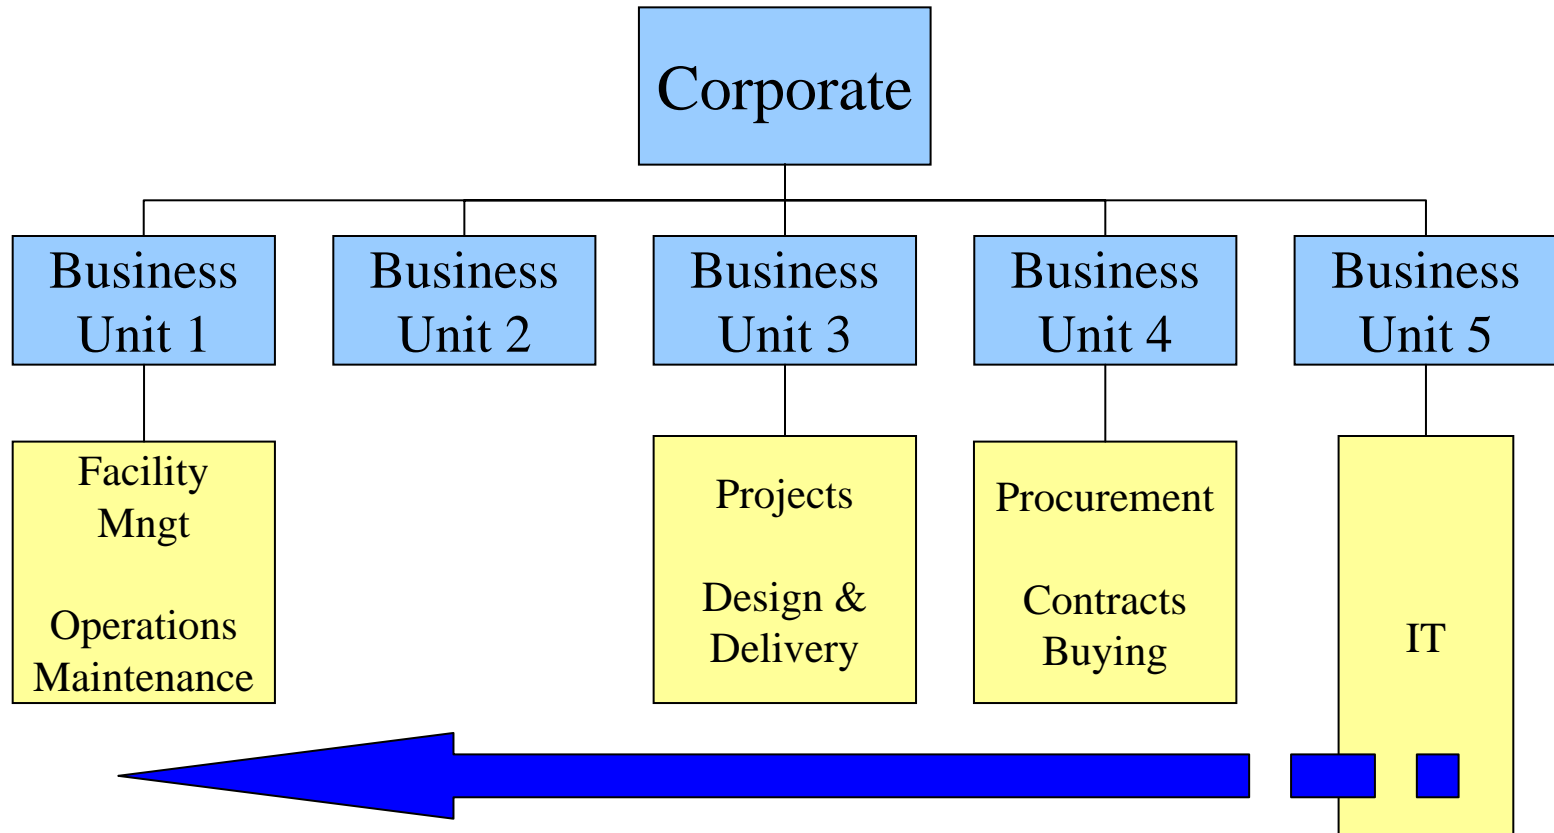 Corporate
Business
Unit 1
Business
Unit 2
Business
Unit 3
Business
Unit 4
Business
Unit 5
Facility
Mngt
Operations
Maintenance
Projects
Design &
Delivery
Procurement
Contracts
Buying
IT